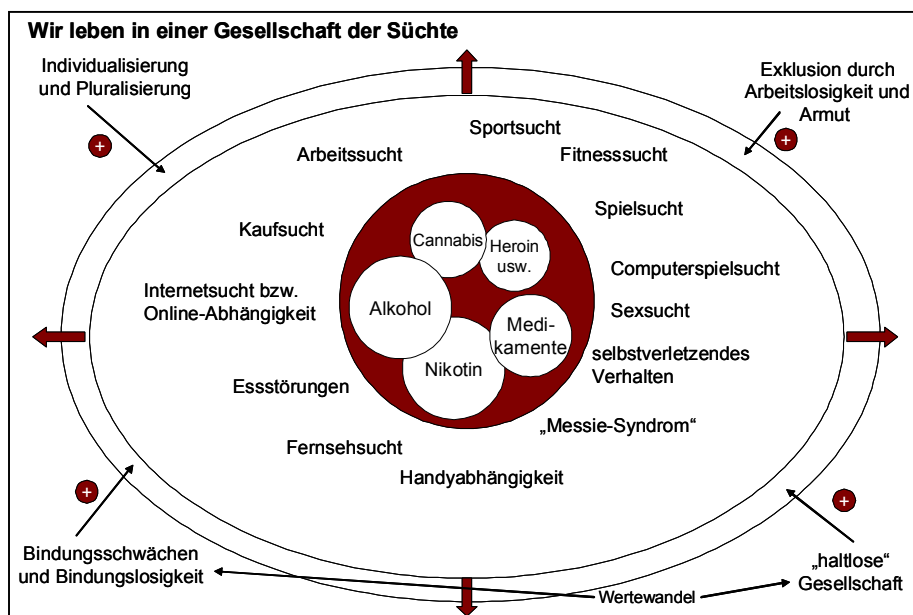 Wir leben in einer Gesellschaft der Süchte
Individualisierung
und Pluralisierung
Exklusion durch
Arbeitslosigkeit und
Armut
+
+
Sportsucht
Arbeitssucht
Fitnesssucht
Kaufsucht
Spielsucht
Cannabis
Heroin
usw.
Computerspielsucht
Internetsucht bzw.
Online-Abhängigkeit
Alkohol
Sexsucht
Medi-
kamente
Nikotin
selbstverletzendes
Verhalten
Essstörungen
„Messie-Syndrom“
Fernsehsucht
Handyabhängigkeit
+
+
Bindungsschwächen
und Bindungslosigkeit
„haltlose“
Gesellschaft
Wertewandel